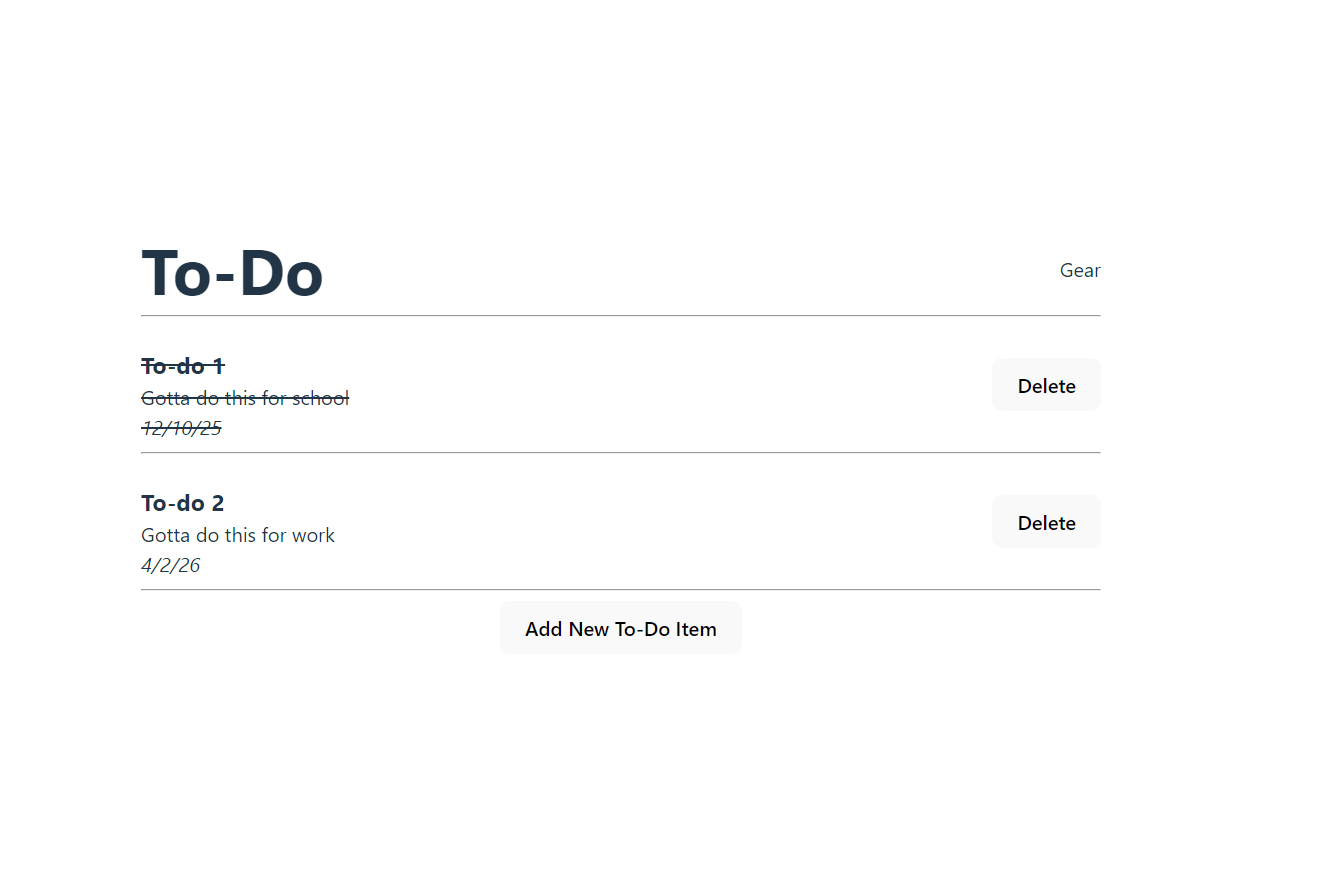 To-Do
Gear
To-do 1
Gotta do this for school
12/10/25
Delete
To-do 2
Gotta do this for work
4/2/26
Delete
Add New To-Do Item